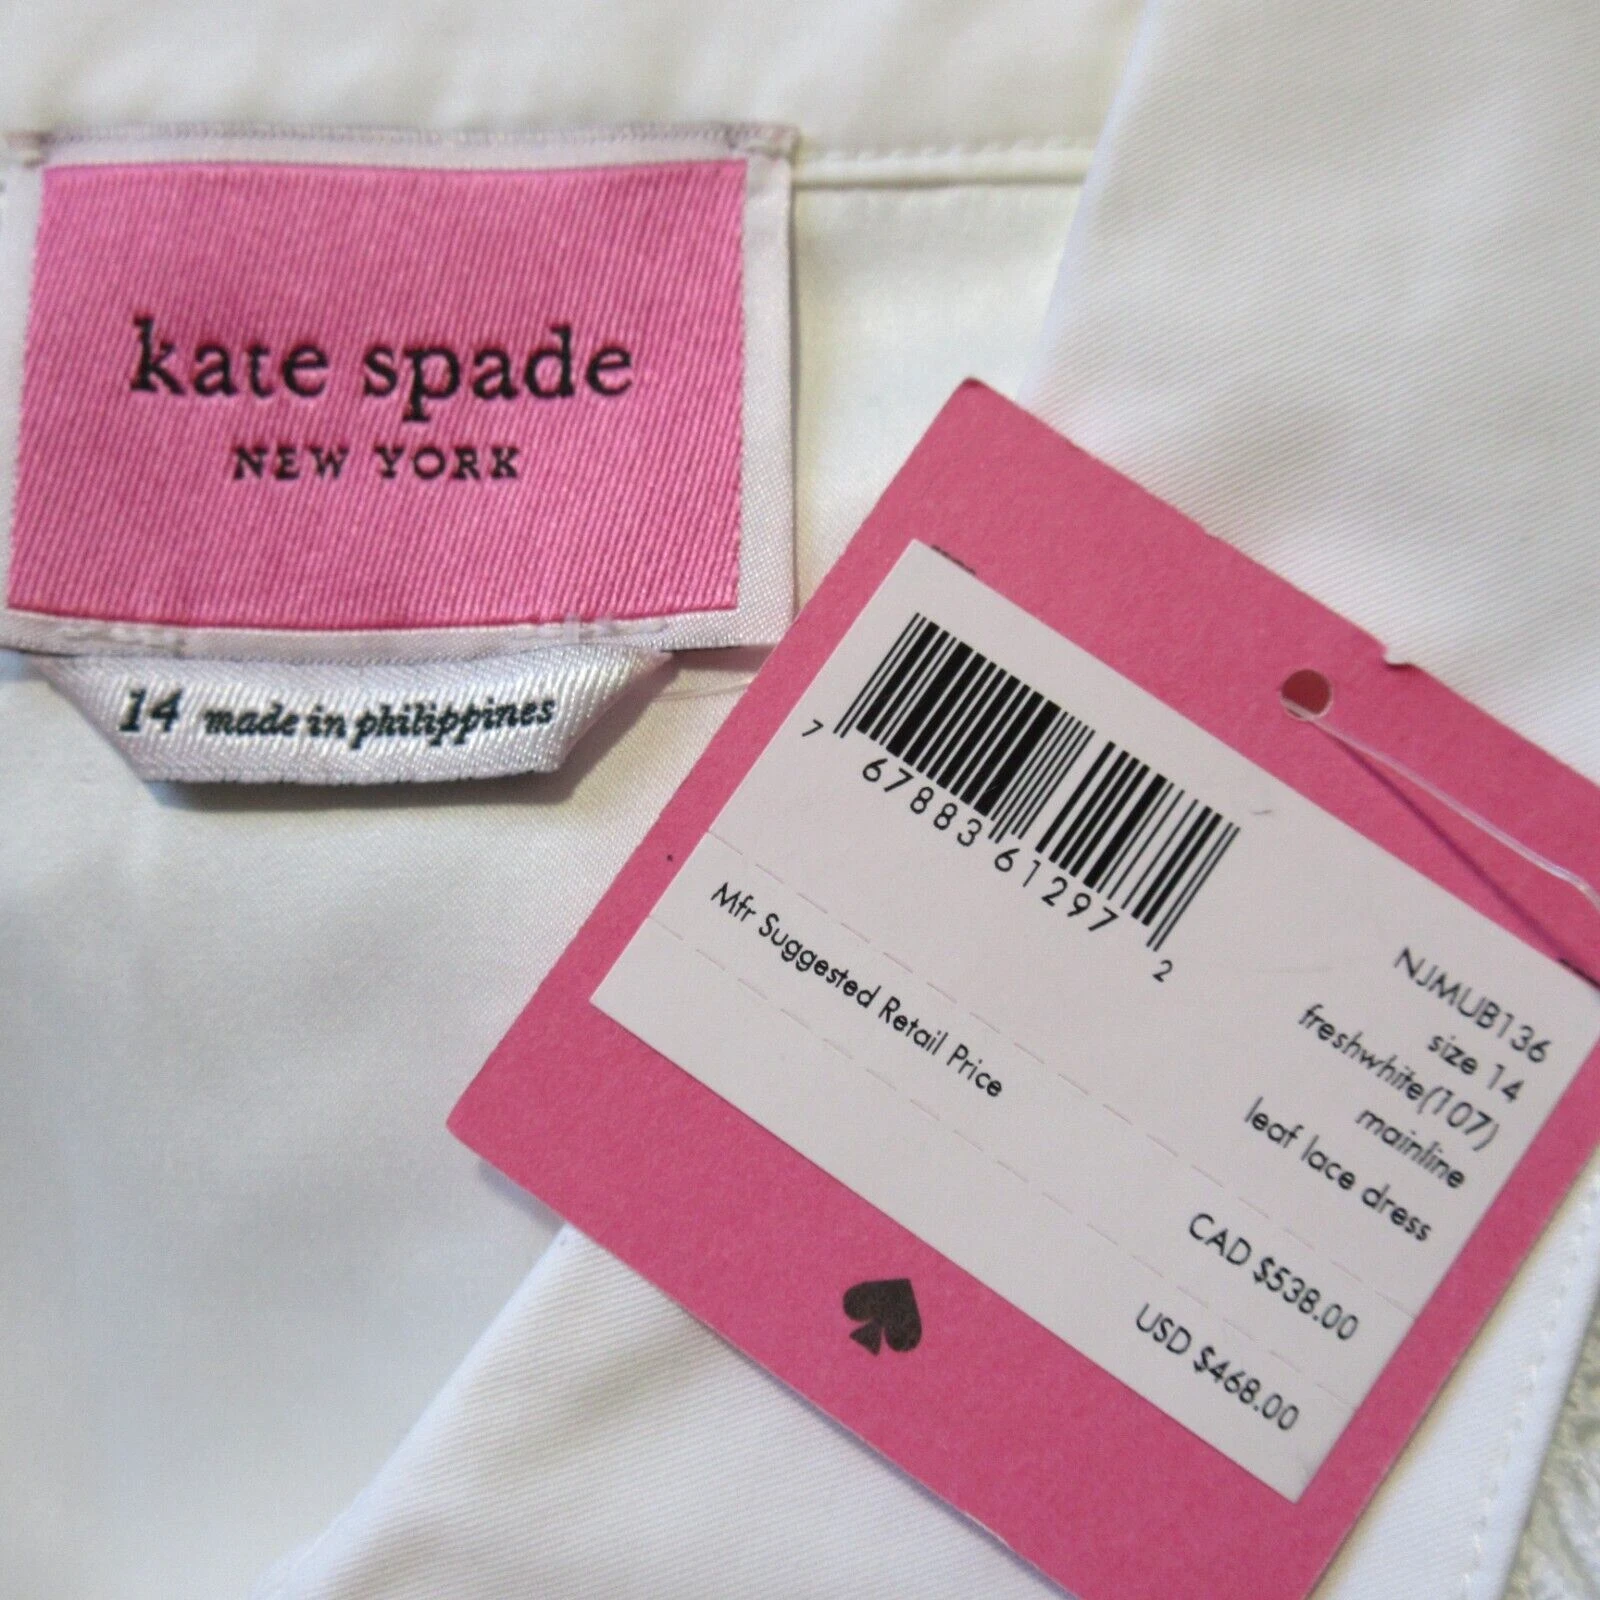 kate spade
NEW YORK
14 made in philippines
7 67883 61297 2
NJMUB136
size 14
freshwhite(107)
mainline
leaf lace dress
Mfr Suggested Retail Price
CAD $538.00
USD $468.00